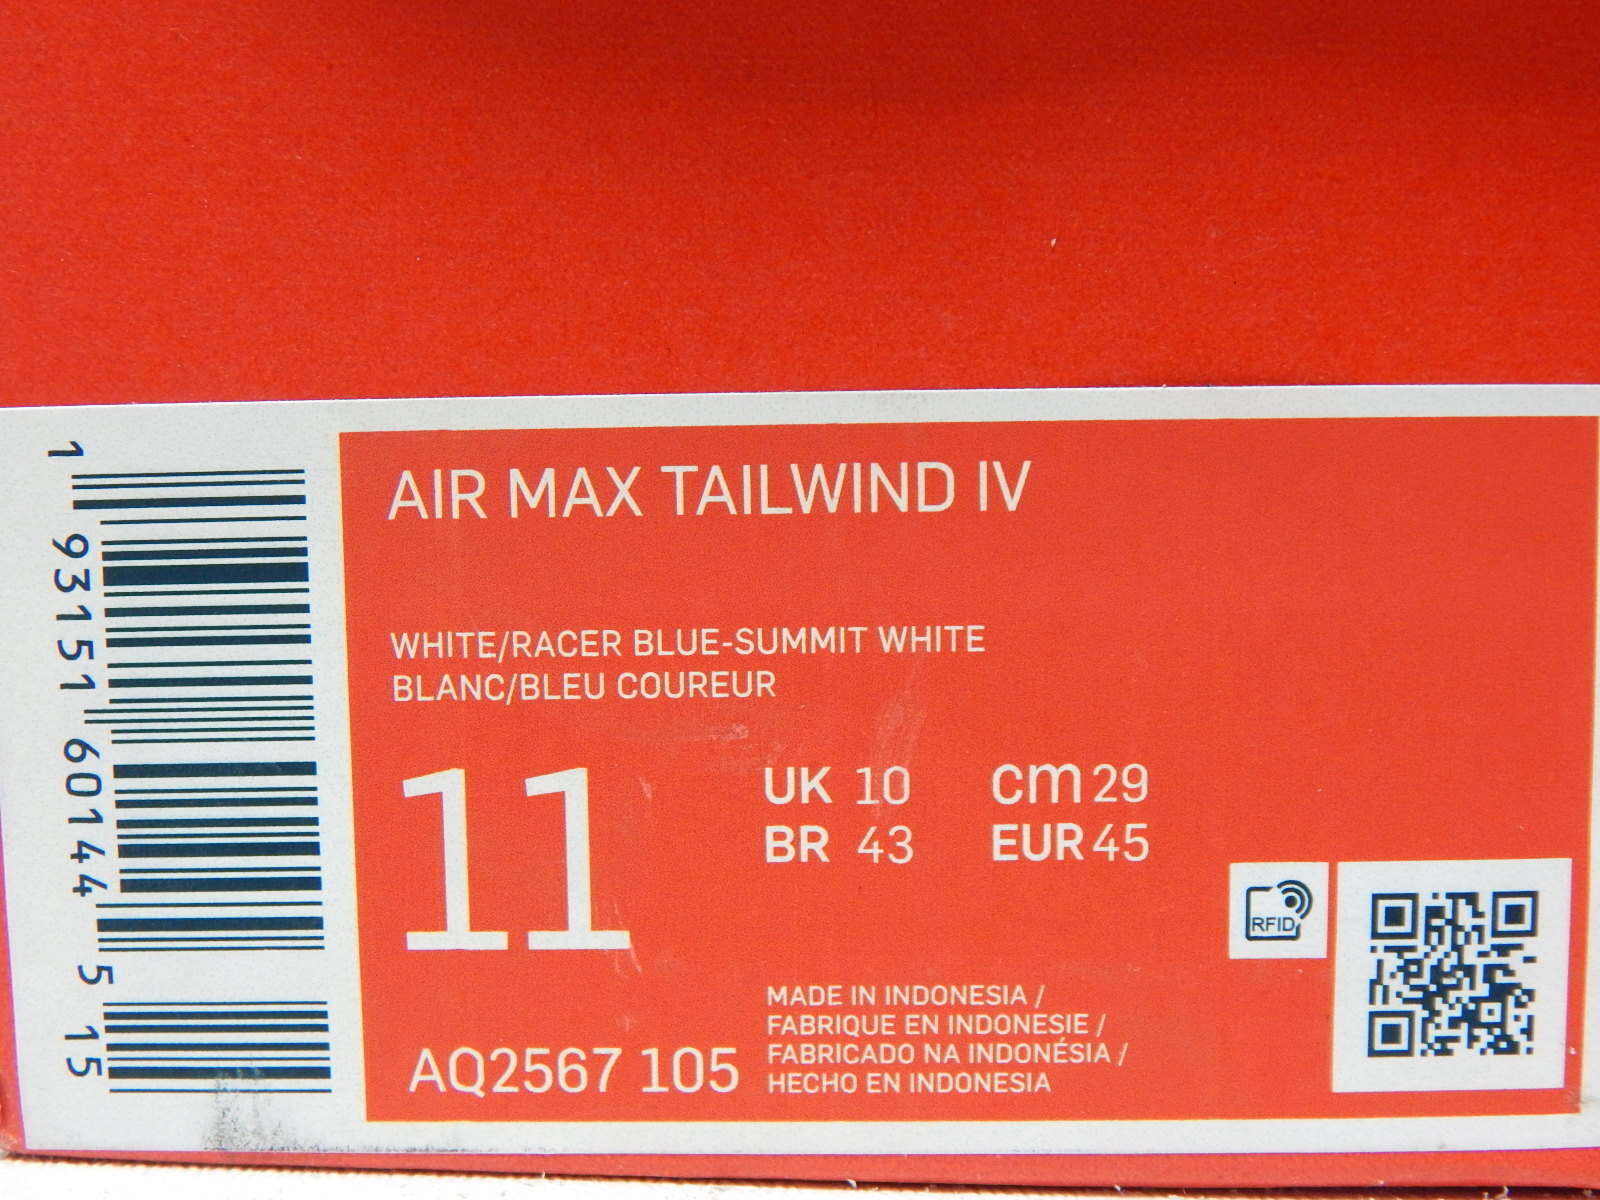 1 93151 60144 5
15
AIR MAX TAILWIND IV
WHITE/RACER BLUE-SUMMIT WHITE
BLANC/BLEU COUREUR
11
UK 10
cm 29
BR 43
EUR 45
RFID
MADE IN INDONESIA /
FABRIQUE EN INDONESIE /
FABRICADO NA INDONÉSIA /
HECHO EN INDONESIA
AQ2567 105